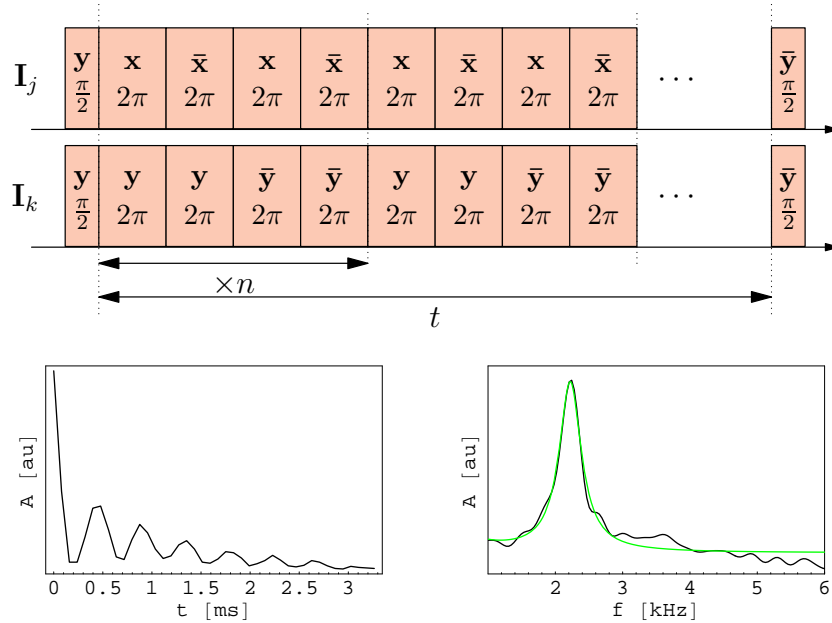 y x x̄ x x̄ x x̄ x x̄ ȳ
I_j ...
π/2 2π 2π 2π 2π 2π 2π 2π 2π π/2
y y y ȳ ȳ y y ȳ ȳ ȳ
I_k ...
π/2 2π 2π 2π 2π 2π 2π 2π 2π π/2
×n
t
A [au]
0 0.5 1 1.5 2 2.5 3
t [ms]
A [au]
2 3 4 5 6
f [kHz]